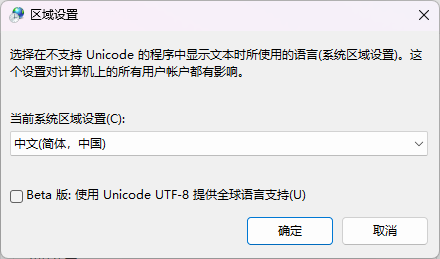 区域设置
选择在不支持 Unicode 的程序中显示文本时所使用的语言(系统区域设置)。这
个设置对计算机上的所有用户帐户都有影响。
当前系统区域设置(C):
中文(简体，中国)
Beta 版: 使用 Unicode UTF-8 提供全球语言支持(U)
确定
取消